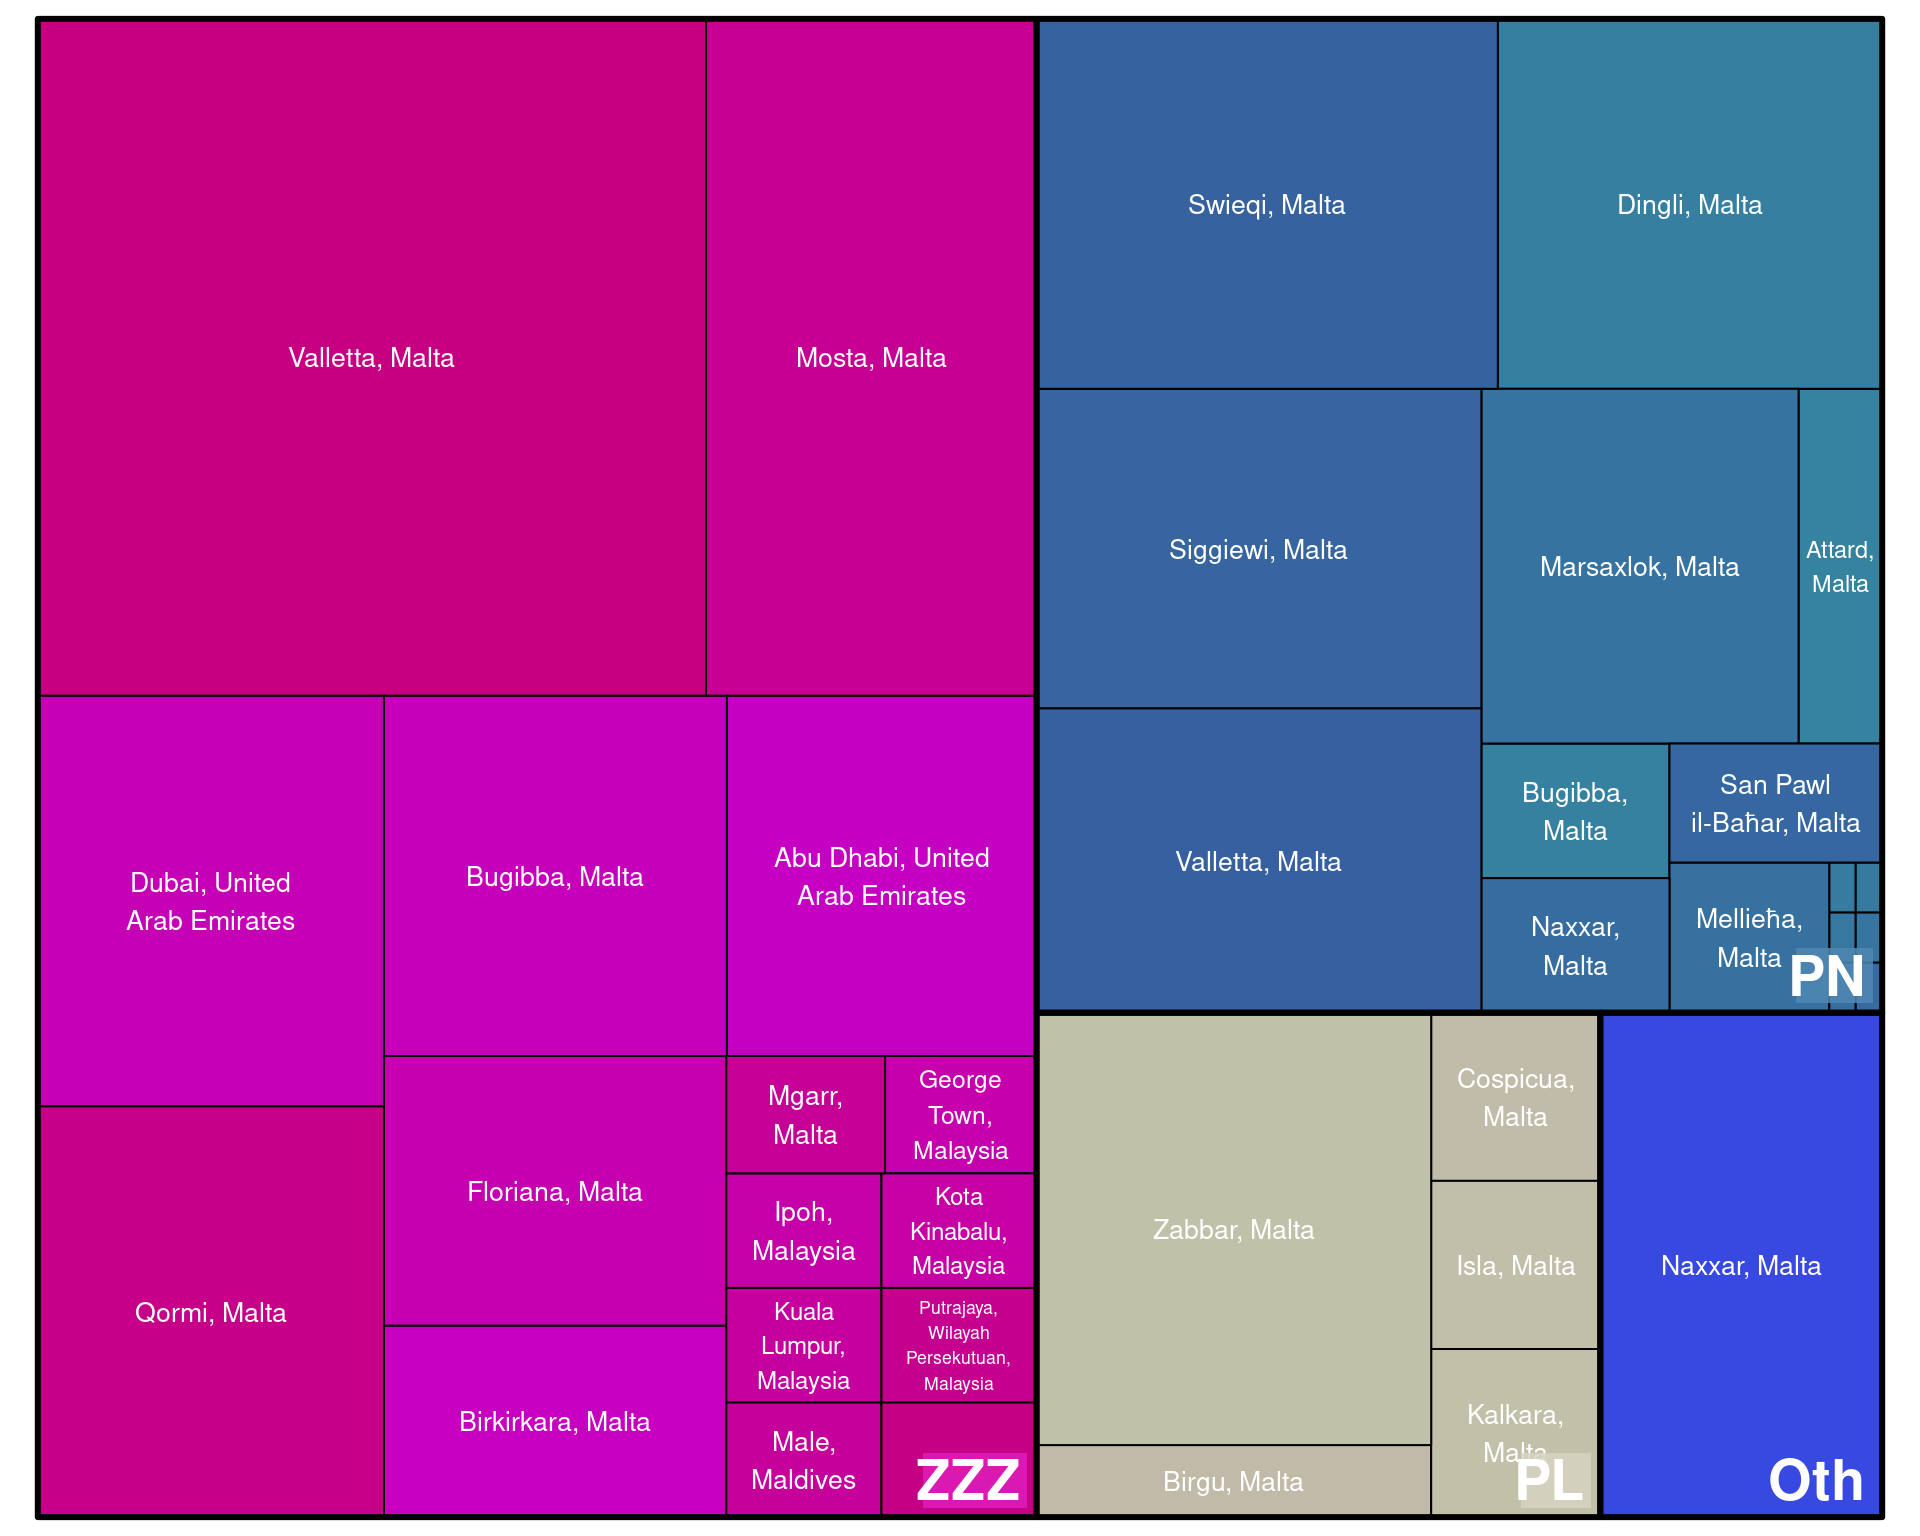 Valletta, Malta
Mosta, Malta
Dubai, United
Arab Emirates
Bugibba, Malta
Abu Dhabi, United
Arab Emirates
Qormi, Malta
Floriana, Malta
Birkirkara, Malta
Mgarr,
Malta
George
Town,
Malaysia
Ipoh,
Malaysia
Kota
Kinabalu,
Malaysia
Kuala
Lumpur,
Malaysia
Putrajaya,
Wilayah
Persekutuan,
Malaysia
Male,
Maldives
ZZZ
Swieqi, Malta
Dingli, Malta
Siggiewi, Malta
Marsaxlok, Malta
Attard,
Malta
Valletta, Malta
Bugibba,
Malta
San Pawl
il-Baħar, Malta
Naxxar,
Malta
Mellieħa,
Malta
PN
Zabbar, Malta
Cospicua,
Malta
Isla, Malta
Kalkara,
Malta
Birgu, Malta
PL
Naxxar, Malta
Oth